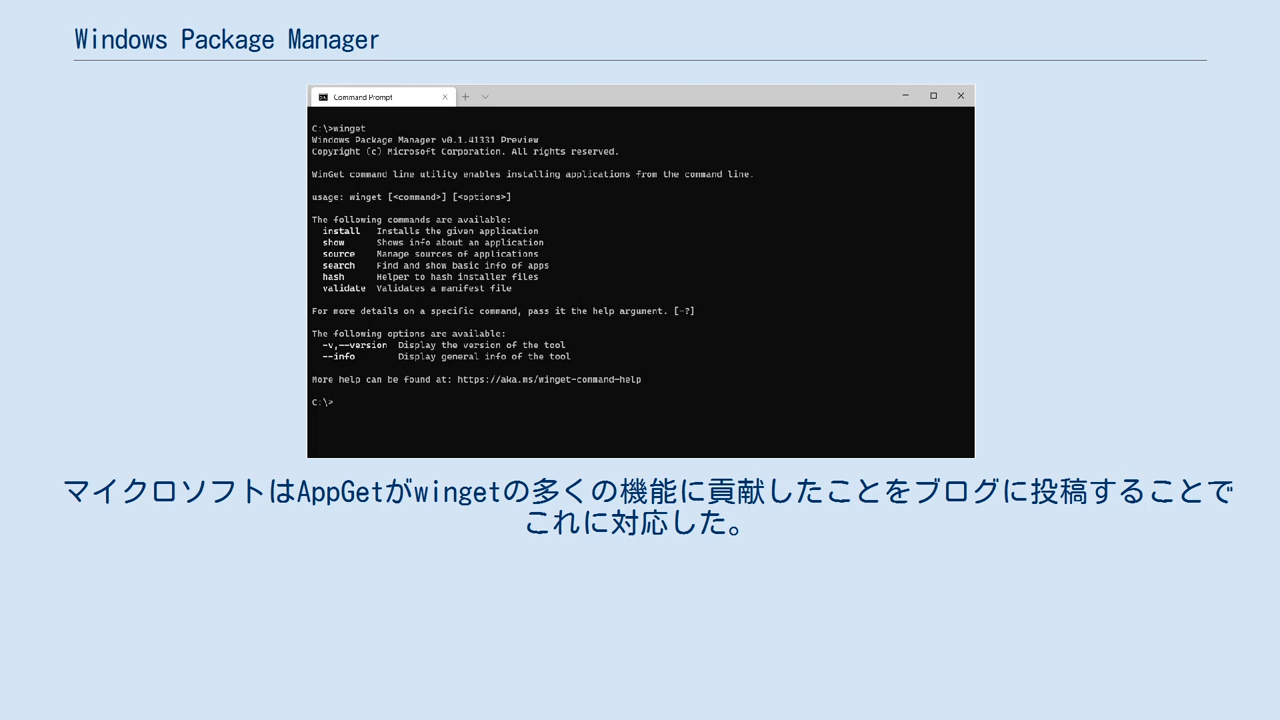 Windows Package Manager
Command Prompt
C:\>winget
Windows Package Manager v0.1.41331 Preview
Copyright (c) Microsoft Corporation. All rights reserved.
WinGet command line utility enables installing applications from the command line.
usage: winget [<command>] [<options>]
The following commands are available:
install Installs the given application
show Shows info about an application
source Manage sources of applications
search Find and show basic info of apps
hash Helper to hash installer files
validate Validates a manifest file
For more details on a specific command, pass it the help argument. [-?]
The following options are available:
-v,--version Display the version of the tool
--info Display general info of the tool
More help can be found at: https://aka.ms/winget-command-help
C:\>
マイクロソフトはAppGetがwingetの多くの機能に貢献したことをブログに投稿することで
これに対応した。